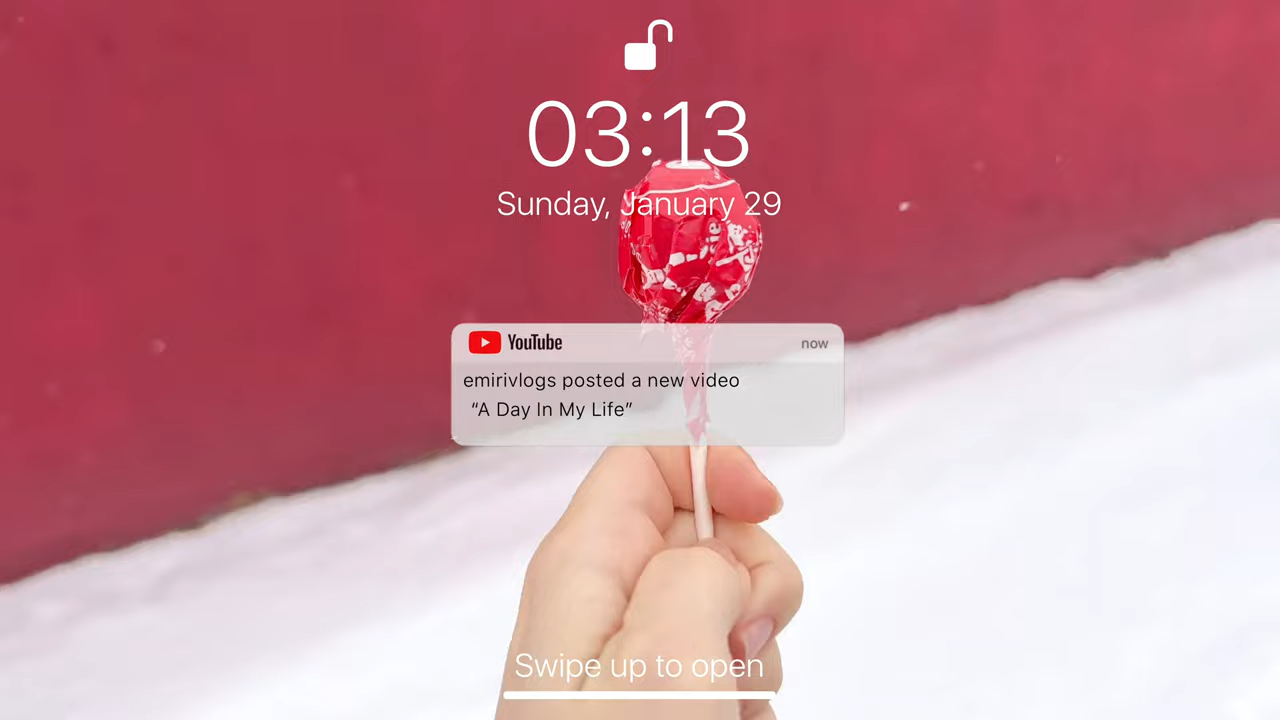 03:13
Sunday, January 29
YouTube now
emirivlogs posted a new video
“A Day In My Life”
Swipe up to open